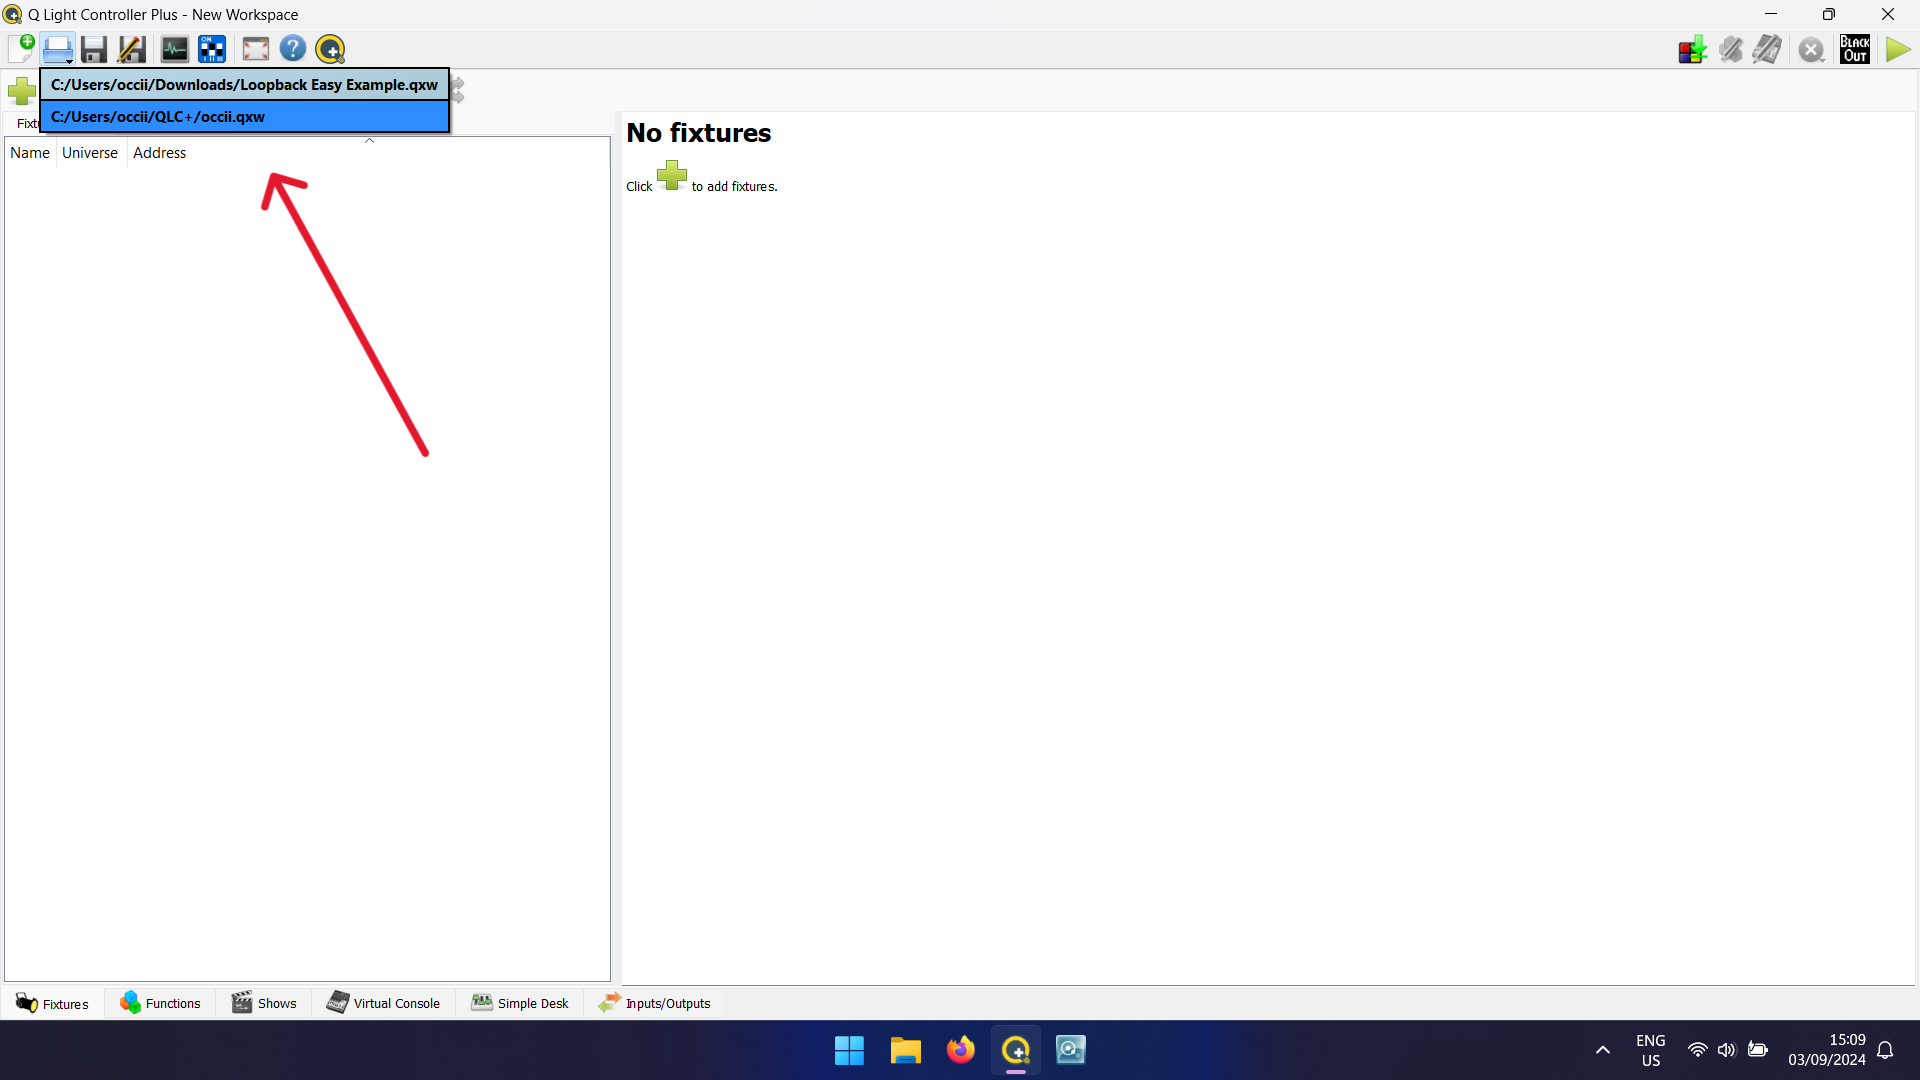 Q Light Controller Plus - New Workspace
ON
BLACK
OUT
C:/Users/occii/Downloads/Loopback Easy Example.qxw
C:/Users/occii/QLC+/occii.qxw
Name Universe Address
No fixtures
Click to add fixtures.
Fixtures Functions Shows Virtual Console Simple Desk Inputs/Outputs
ENG
US
15:09
03/09/2024